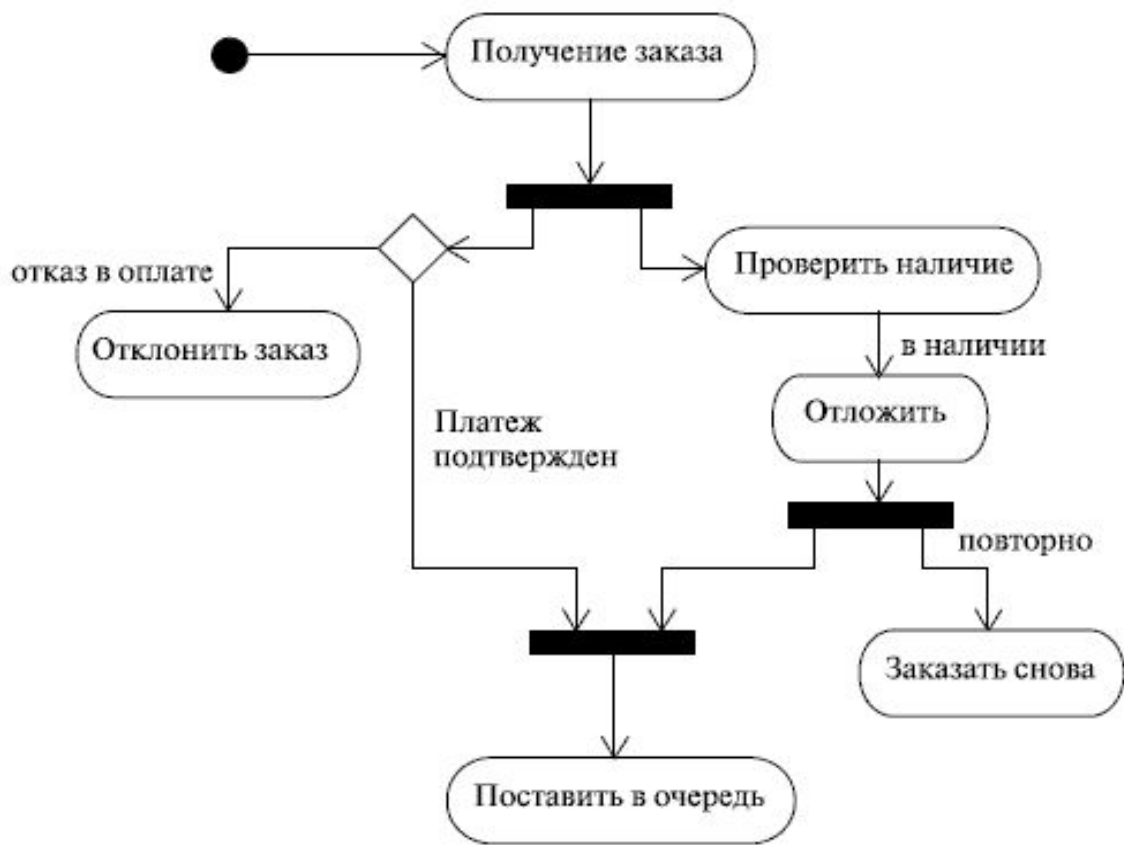 Получение заказа
отказ в оплате
Проверить наличие
Отклонить заказ
в наличии
Отложить
Платеж
подтвержден
повторно
Заказать снова
Поставить в очередь